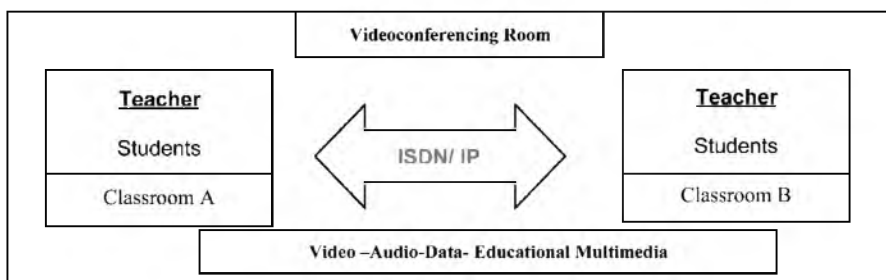 Videoconferencing Room
Teacher
Students
Classroom A
ISDN/ IP
Teacher
Students
Classroom B
Video –Audio-Data- Educational Multimedia